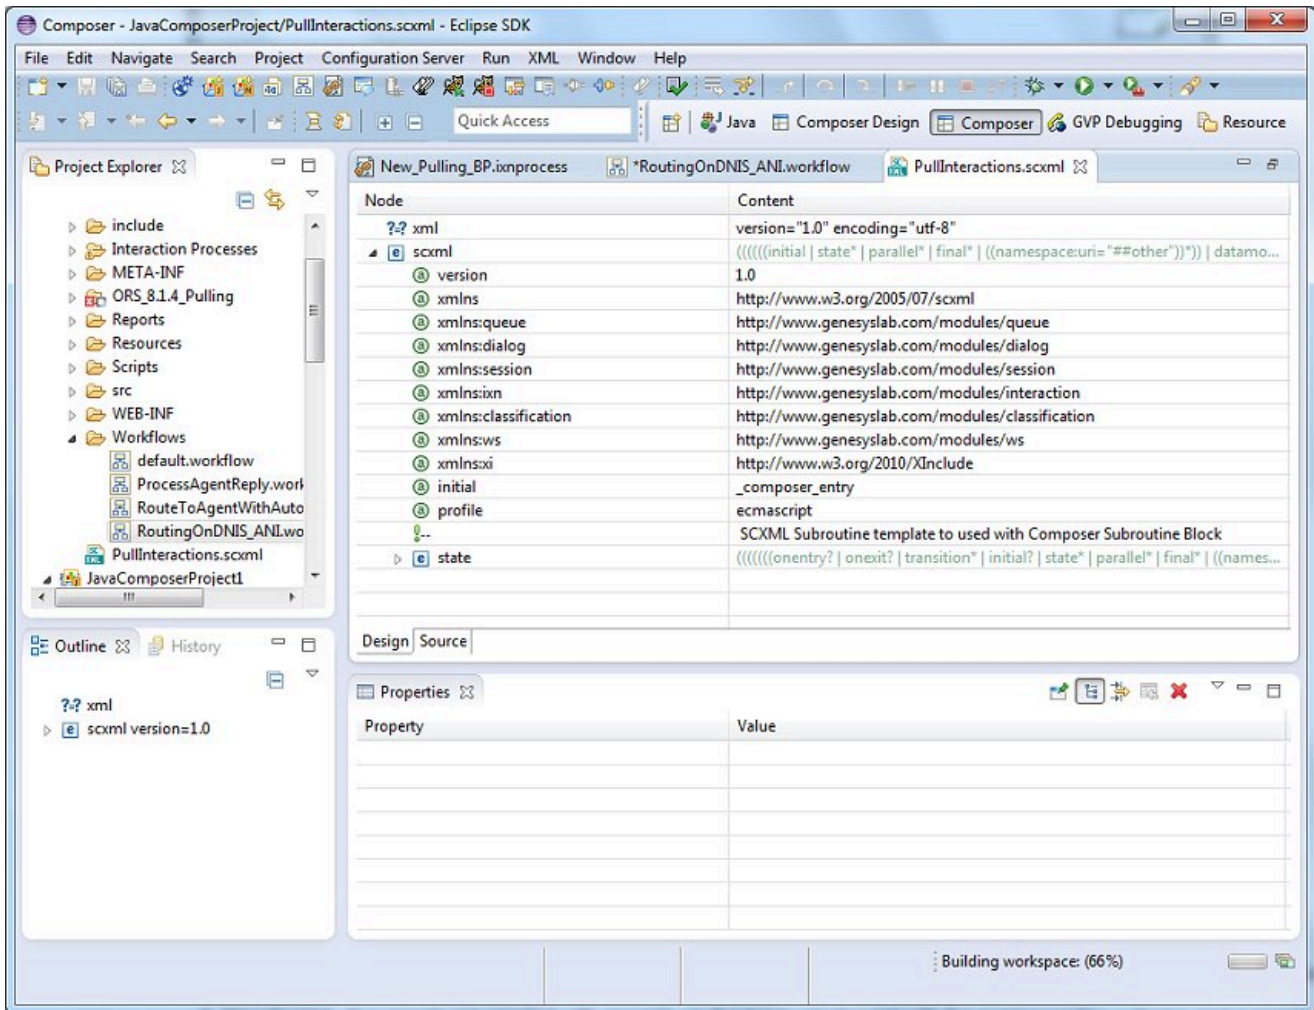 Composer - JavaComposerProject/PullInteractions.scxml - Eclipse SDK
File Edit Navigate Search Project Configuration Server Run XML Window Help
Quick Access
Java Composer Design Composer GVP Debugging Resource
Project Explorer
include
Interaction Processes
META-INF
ORS_8.1.4_Pulling
Reports
Resources
Scripts
src
WEB-INF
Workflows
default.workflow
ProcessAgentReply.work
RouteToAgentWithAuto
RoutingOnDNIS_ANI.wo
PullInteractions.scxml
JavaComposerProject1
New_Pulling_BP.ixnprocess *RoutingOnDNIS_ANI.workflow PullInteractions.scxml
Node Content
?=? xml version="1.0" encoding="utf-8"
e scxml ((((((initial | state* | parallel* | final* | ((namespace:uri="##other"))*)) | datamo...
a version 1.0
a xmlns http://www.w3.org/2005/07/scxml
a xmlns:queue http://www.genesyslab.com/modules/queue
a xmlns:dialog http://www.genesyslab.com/modules/dialog
a xmlns:session http://www.genesyslab.com/modules/session
a xmlns:ixn http://www.genesyslab.com/modules/interaction
a xmlns:classification http://www.genesyslab.com/modules/classification
a xmlns:ws http://www.genesyslab.com/modules/ws
a xmlns:xi http://www.w3.org/2010/XInclude
a initial _composer_entry
a profile ecmascript
!-- SCXML Subroutine template to used with Composer Subroutine Block
e state (((((((onentry? | onexit? | transition* | initial? | state* | parallel* | final* | ((names...
Design Source
Outline History
?=? xml
e scxml version=1.0
Properties
Property Value
Building workspace: (66%)